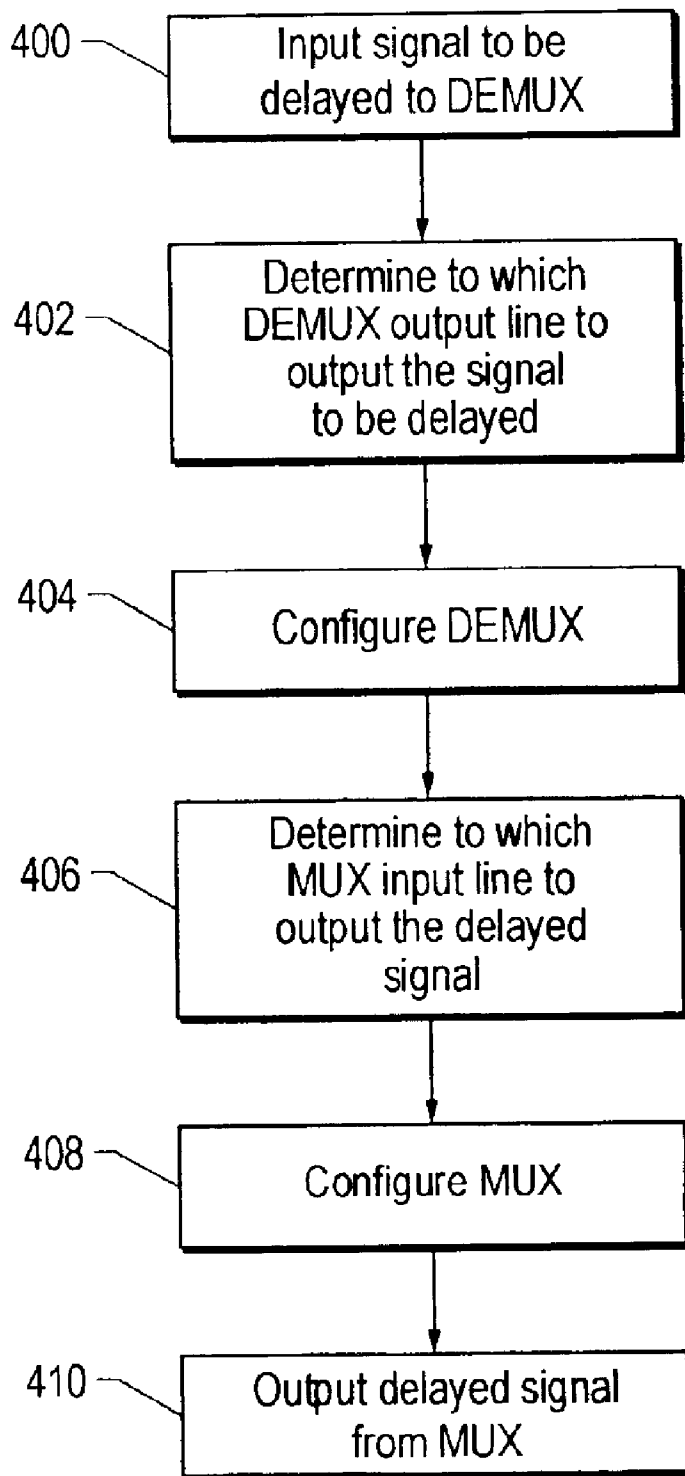 400
Input signal to be
delayed to DEMUX
402
Determine to which
DEMUX output line to
output the signal
to be delayed
404
Configure DEMUX
406
Determine to which
MUX input line to
output the delayed
signal
408
Configure MUX
410
Output delayed signal
from MUX